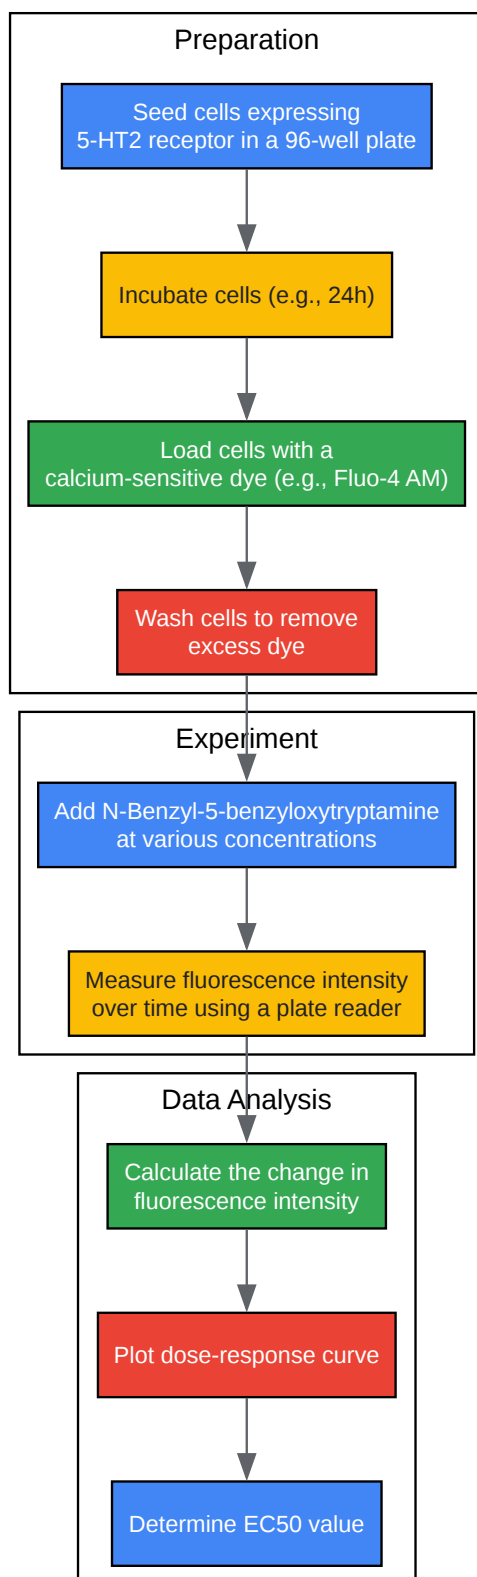 Preparation
Seed cells expressing
5-HT2 receptor in a 96-well plate
Incubate cells (e.g., 24h)
Load cells with a
calcium-sensitive dye (e.g., Fluo-4 AM)
Wash cells to remove
excess dye
Experiment
Add N-Benzyl-5-benzyloxytryptamine
at various concentrations
Measure fluorescence intensity
over time using a plate reader
Data Analysis
Calculate the change in
fluorescence intensity
Plot dose-response curve
Determine EC50 value